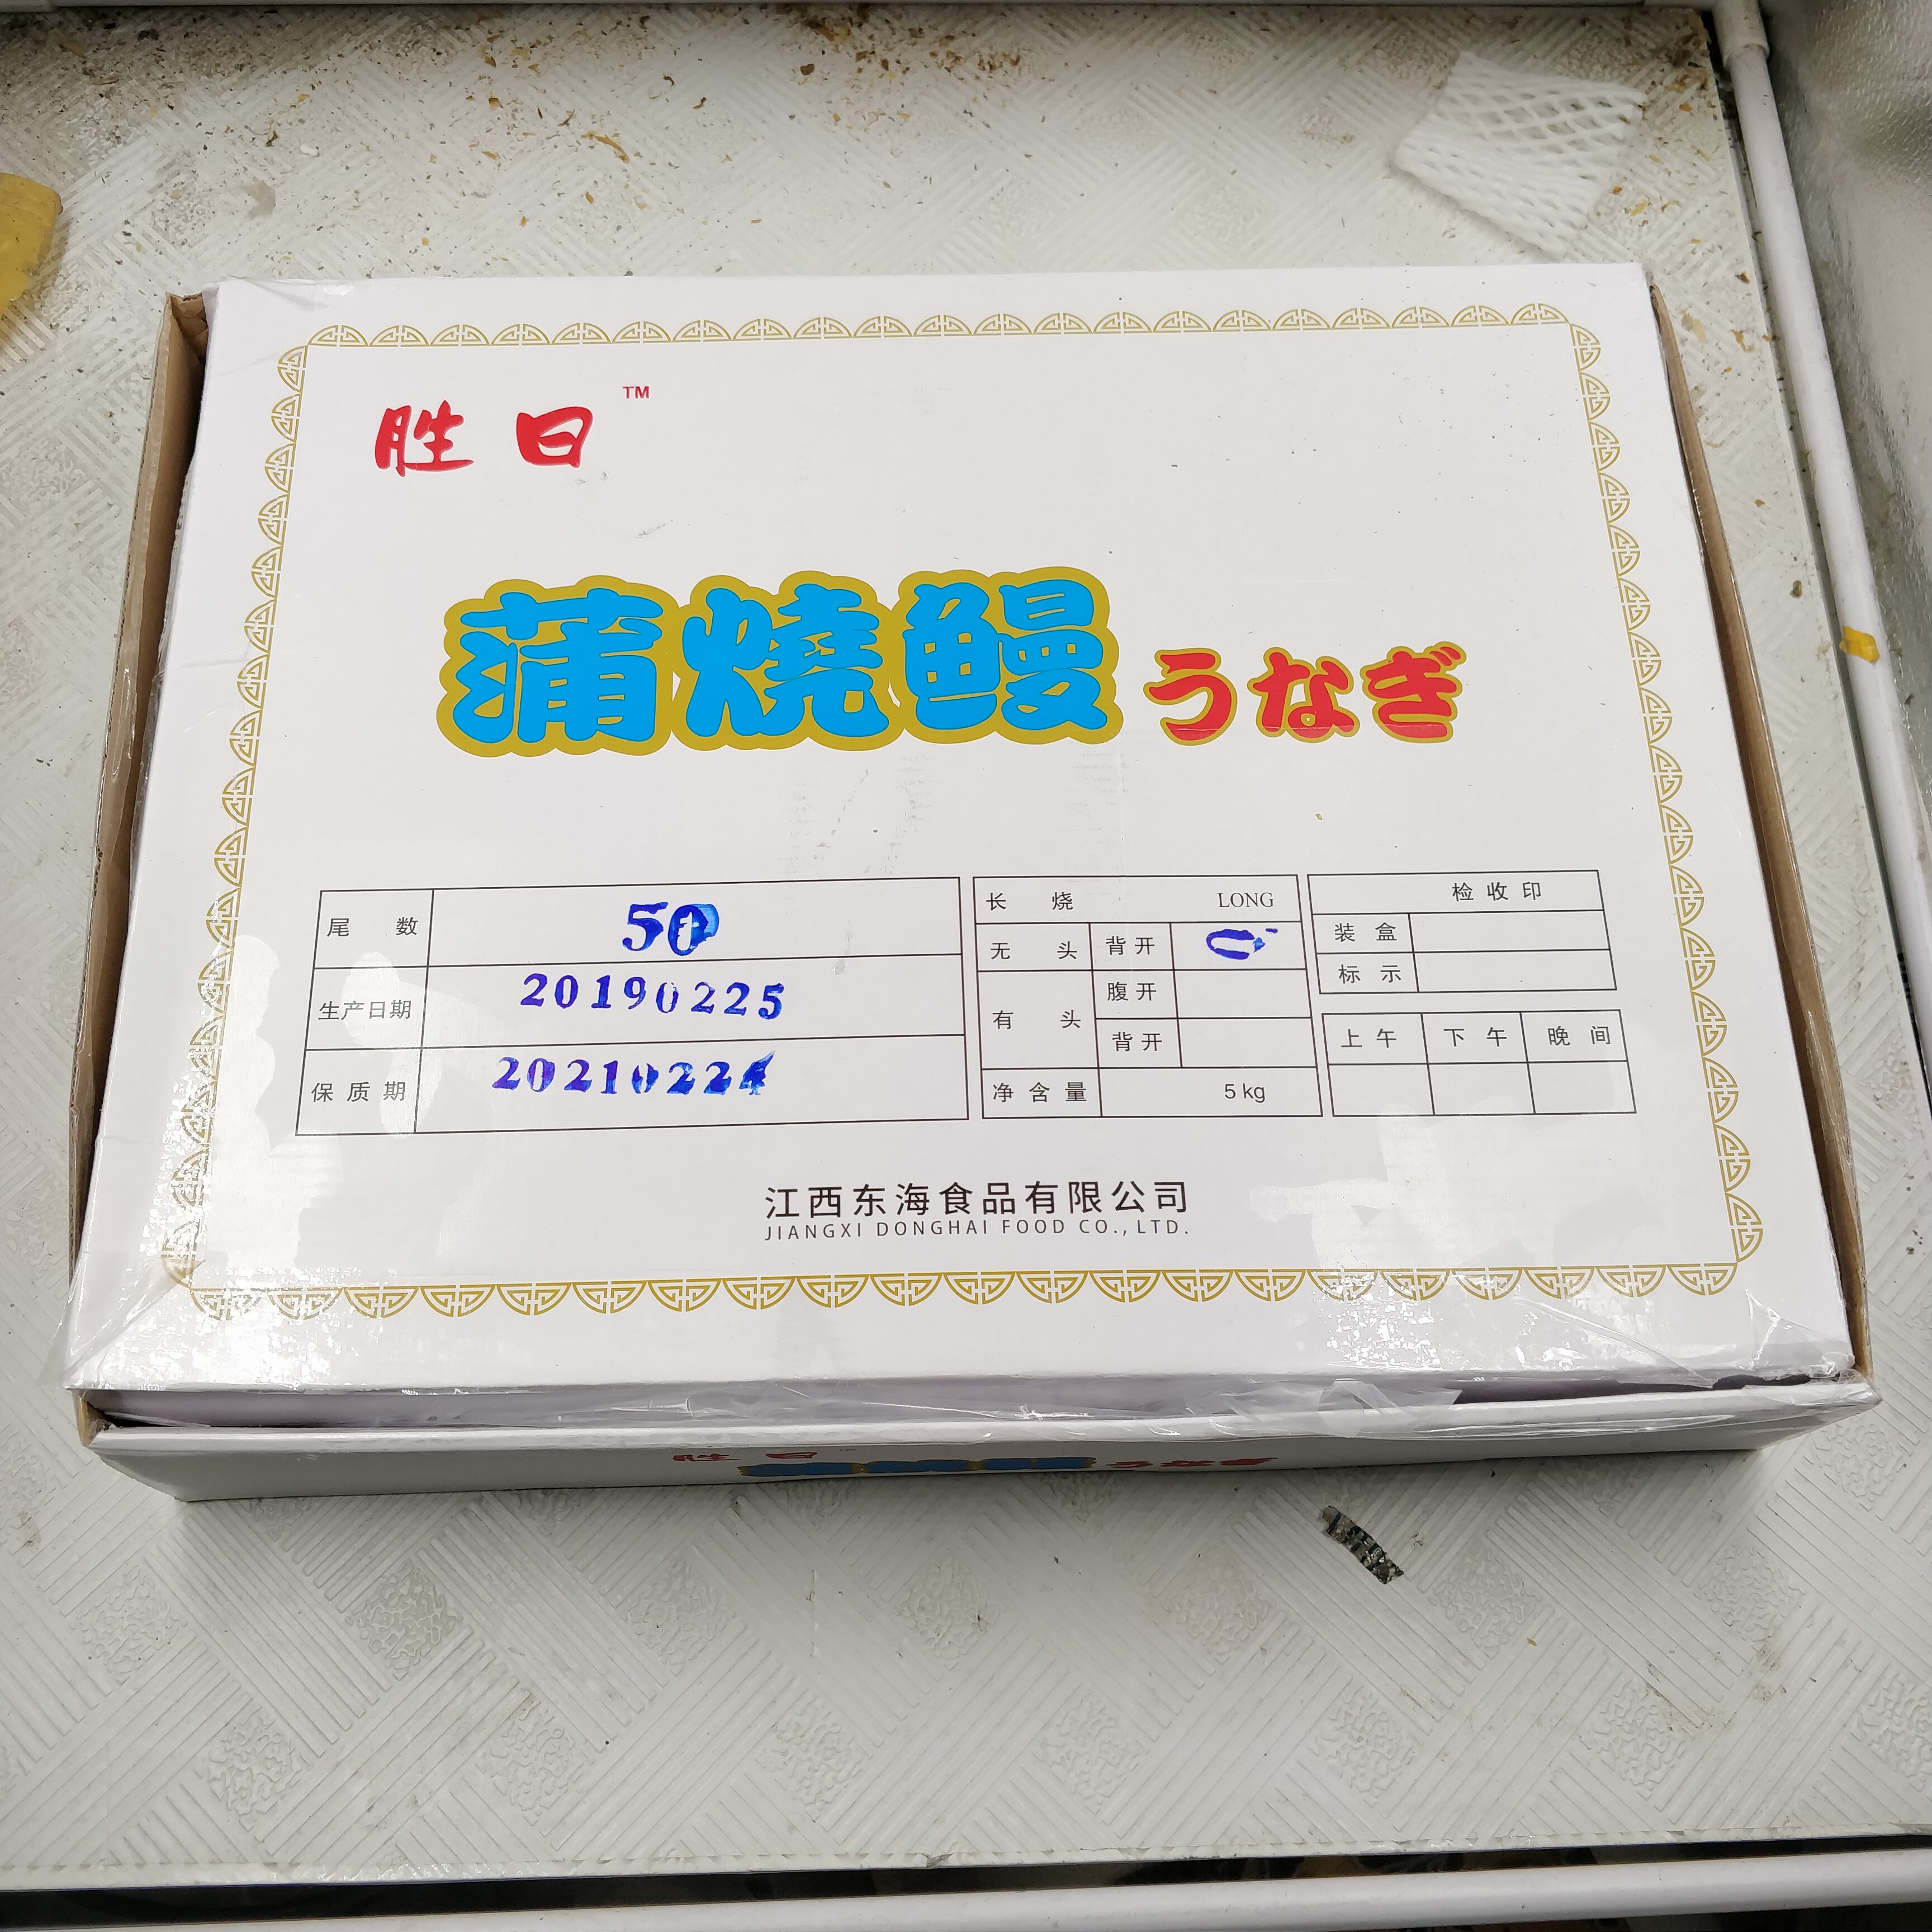 胜日™
蒲燒鳗 うなぎ
尾数 50
生产日期 20190225
保质期 20210224
长烧 LONG
无头 背开
有头 腹开
背开
净含量 5 kg
检收印
装盒
标示
上午 下午 晚间
江西东海食品有限公司
JIANGXI DONGHAI FOOD CO., LTD.
胜日
うなぎ